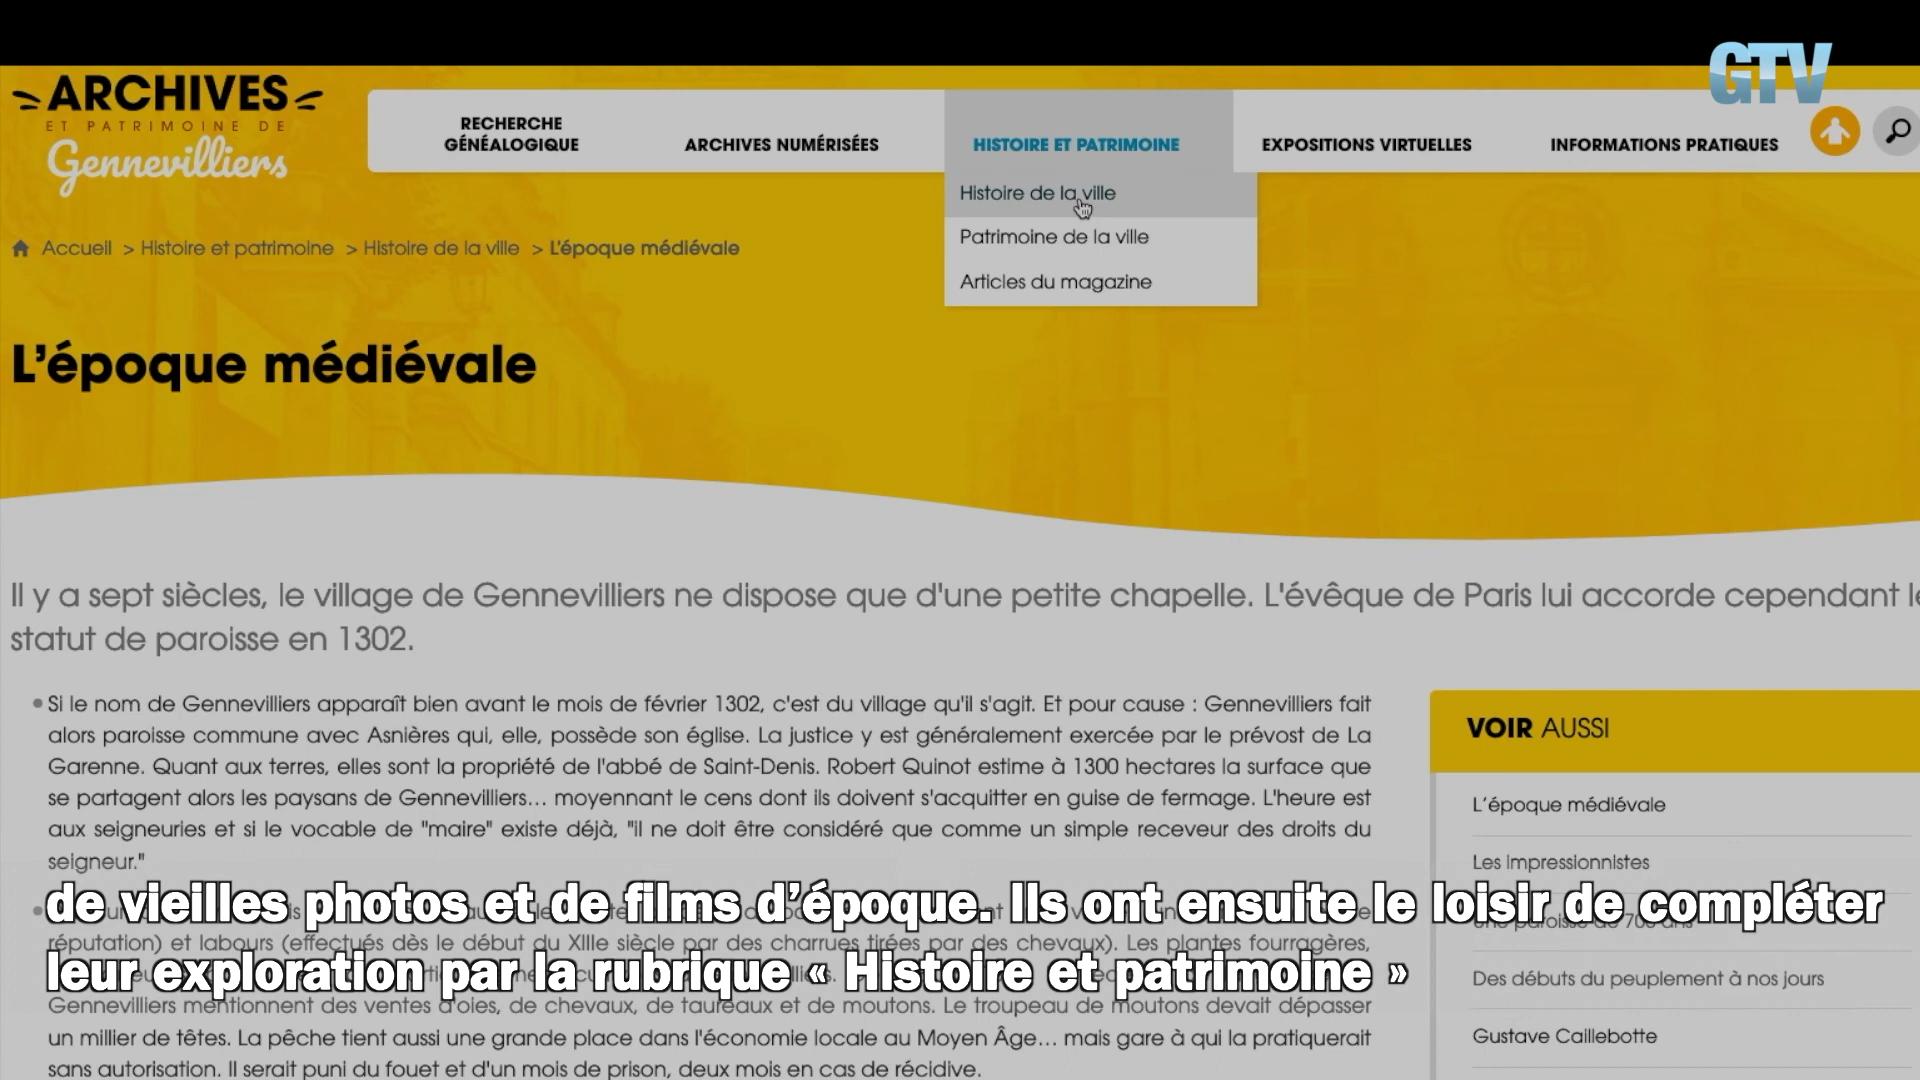 GTV
ARCHIVES
ET PATRIMOINE DE
Gennevilliers
RECHERCHE
GÉNÉALOGIQUE
ARCHIVES NUMÉRISÉES
HISTOIRE ET PATRIMOINE
EXPOSITIONS VIRTUELLES
INFORMATIONS PRATIQUES
Histoire de la ville
Patrimoine de la ville
Articles du magazine
Accueil > Histoire et patrimoine > Histoire de la ville > L'époque médiévale
L'époque médiévale
Il y a sept siècles, le village de Gennevilliers ne dispose que d'une petite chapelle. L'évêque de Paris lui accorde cependant le
statut de paroisse en 1302.
Si le nom de Gennevilliers apparaît bien avant le mois de février 1302, c'est du village qu'il s'agit. Et pour cause : Gennevilliers fait
alors paroisse commune avec Asnières qui, elle, possède son église. La justice y est généralement exercée par le prévost de La
Garenne. Quant aux terres, elles sont la propriété de l'abbé de Saint-Denis. Robert Quinot estime à 1300 hectares la surface que
se partagent alors les paysans de Gennevilliers... moyennant le cens dont ils doivent s'acquitter en guise de fermage. L'heure est
aux seigneuries et si le vocable de "maire" existe déjà, "il ne doit être considéré que comme un simple receveur des droits du
seigneur."
réputation) et labours (effectués dès le début du XIIIe siècle par des charrues tirées par des chevaux). Les plantes fourragères,
Gennevilliers mentionnent des ventes d'oies, de chevaux, de taureaux et de moutons. Le troupeau de moutons devait dépasser
un millier de têtes. La pêche tient aussi une grande place dans l'économie locale au Moyen Âge... mais gare à qui la pratiquerait
sans autorisation. Il serait puni du fouet et d'un mois de prison, deux mois en cas de récidive.
VOIR AUSSI
L'époque médiévale
Les impressionnistes
Une paroisse de 700 ans
Des débuts du peuplement à nos jours
Gustave Caillebotte
de vieilles photos et de films d'époque. Ils ont ensuite le loisir de compléter
leur exploration par la rubrique « Histoire et patrimoine »